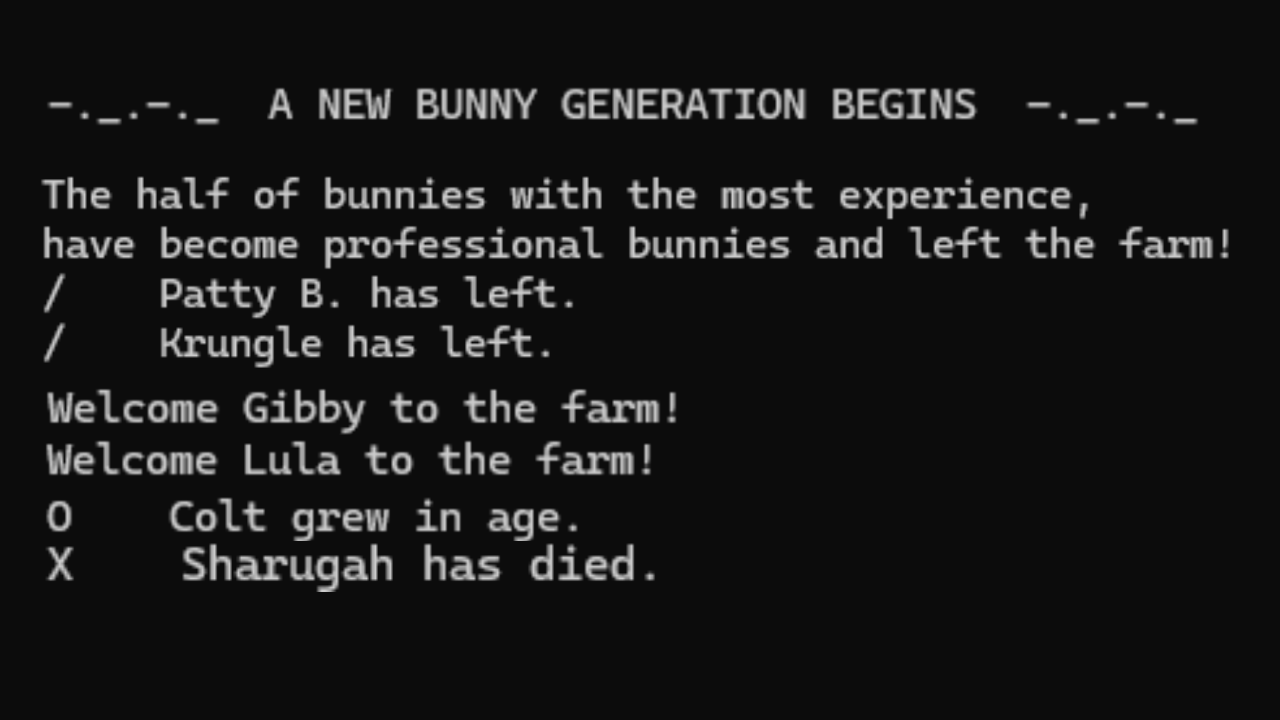 -._.-._  A NEW BUNNY GENERATION BEGINS  -._.-._
The half of bunnies with the most experience,
have become professional bunnies and left the farm!
/    Patty B. has left.
/    Krungle has left.
Welcome Gibby to the farm!
Welcome Lula to the farm!
O    Colt grew in age.
X    Sharugah has died.